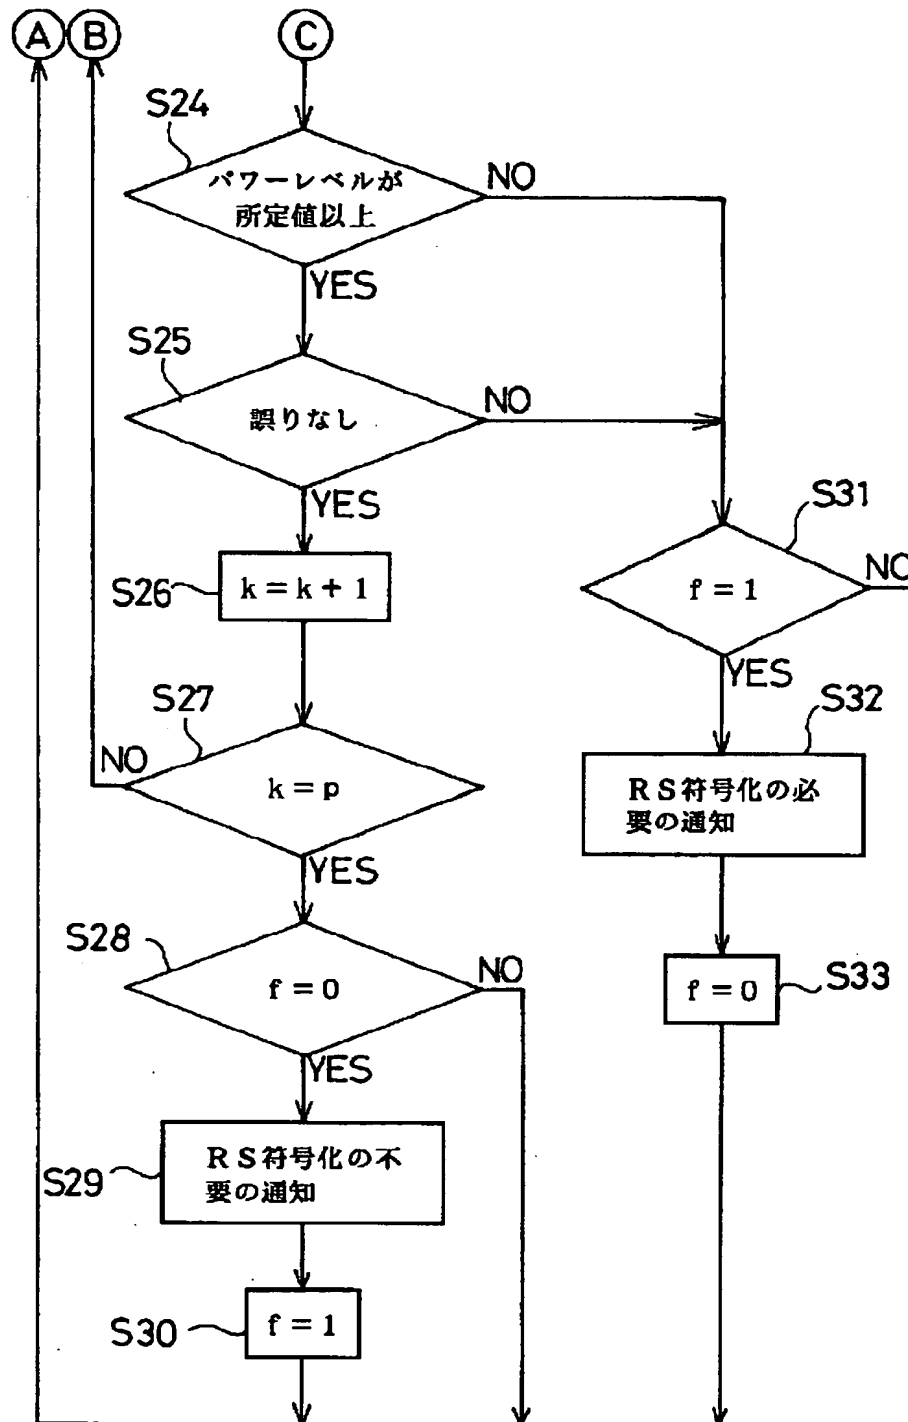 A B C
S24
パワーレベルが
所定値以上
NO
YES
S25
誤りなし
NO
YES
S26
k = k + 1
S27
k = p
NO
YES
S28
f = 0
NO
YES
S29
RS符号化の不
要の通知
S30
f = 1
S31
f = 1
NO
YES
S32
RS符号化の必
要の通知
S33
f = 0